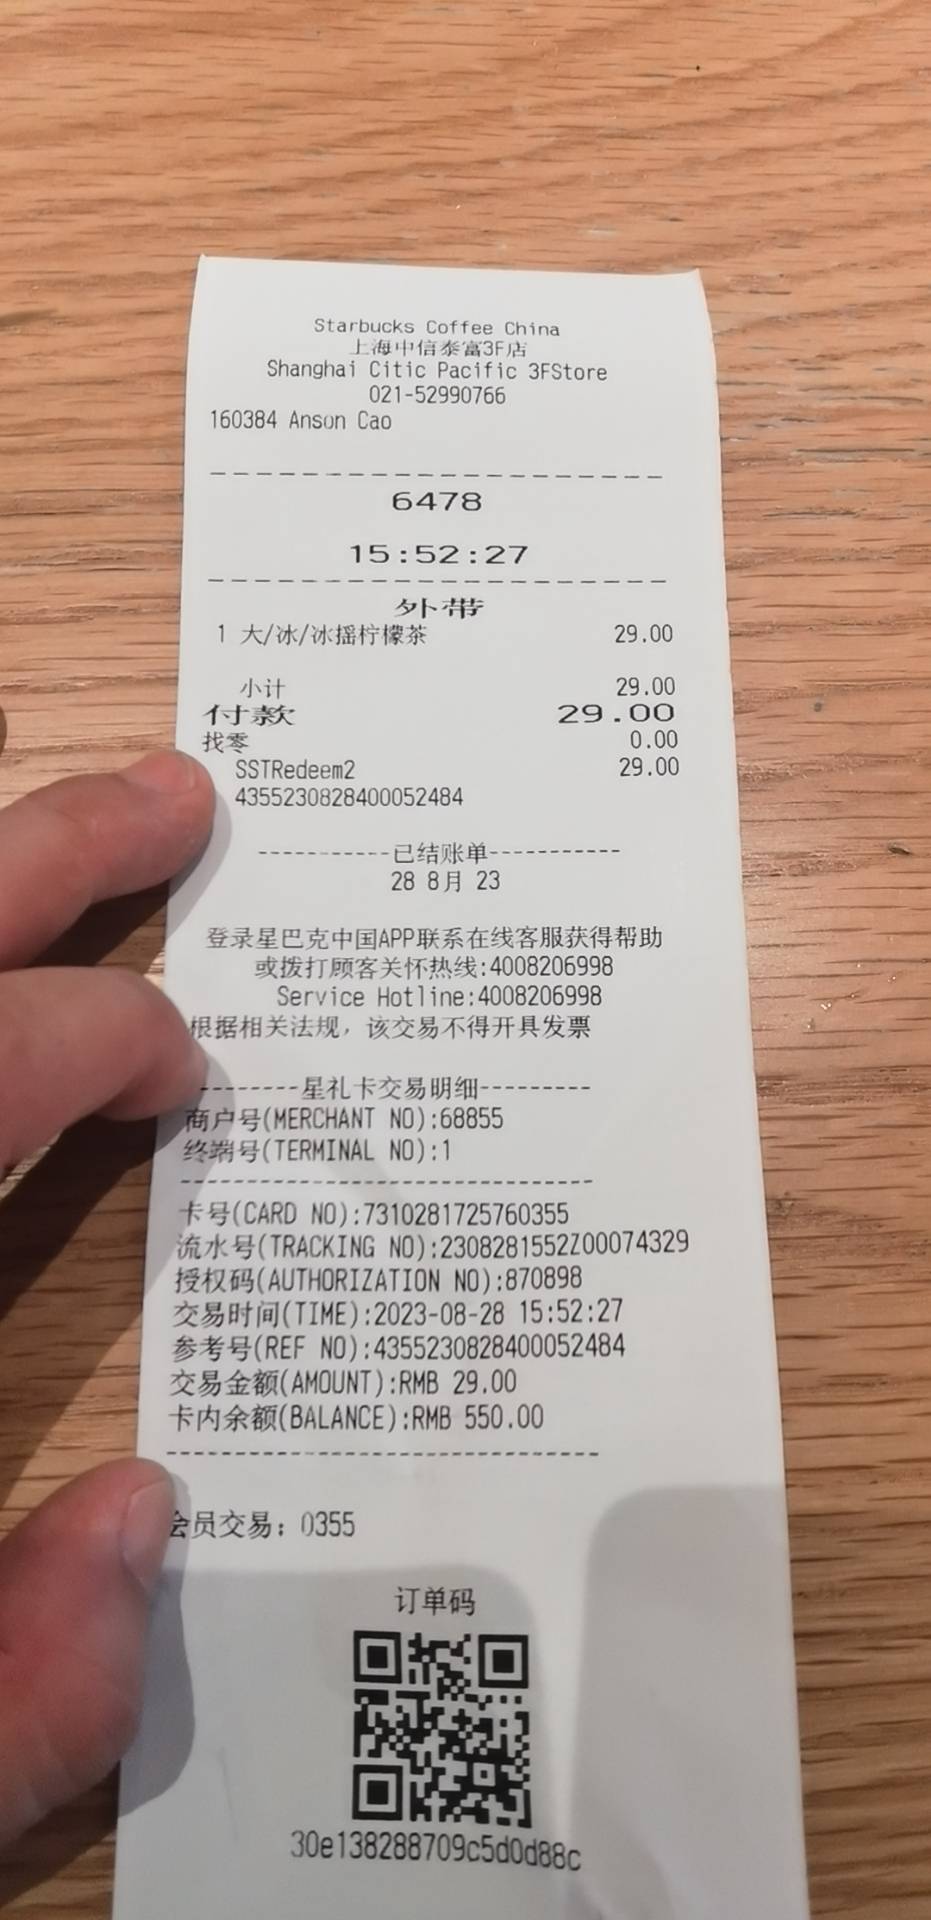 Starbucks Coffee China
上海中信泰富3F店
Shanghai Citic Pacific 3FStore
021-52990766
160384 Anson Cao
6478
15:52:27
外带
1 大/冰/冰摇柠檬茶 29.00
小计 29.00
付款 29.00
找零 0.00
SSTRedeem2 29.00
4355230828400052484
-----------已结账单-----------
28 8月 23
登录星巴克中国APP联系在线客服获得帮助
或拨打顾客关怀热线:4008206998
Service Hotline:4008206998
根据相关法规，该交易不得开具发票
---------星礼卡交易明细---------
商户号(MERCHANT NO):68855
终端号(TERMINAL NO):1
卡号(CARD NO):7310281725760355
流水号(TRACKING NO):2308281552Z00074329
授权码(AUTHORIZATION NO):870898
交易时间(TIME):2023-08-28 15:52:27
参考号(REF NO):4355230828400052484
交易金额(AMOUNT):RMB 29.00
卡内余额(BALANCE):RMB 550.00
会员交易: 0355
订单码
30e138288709c5d0d88c